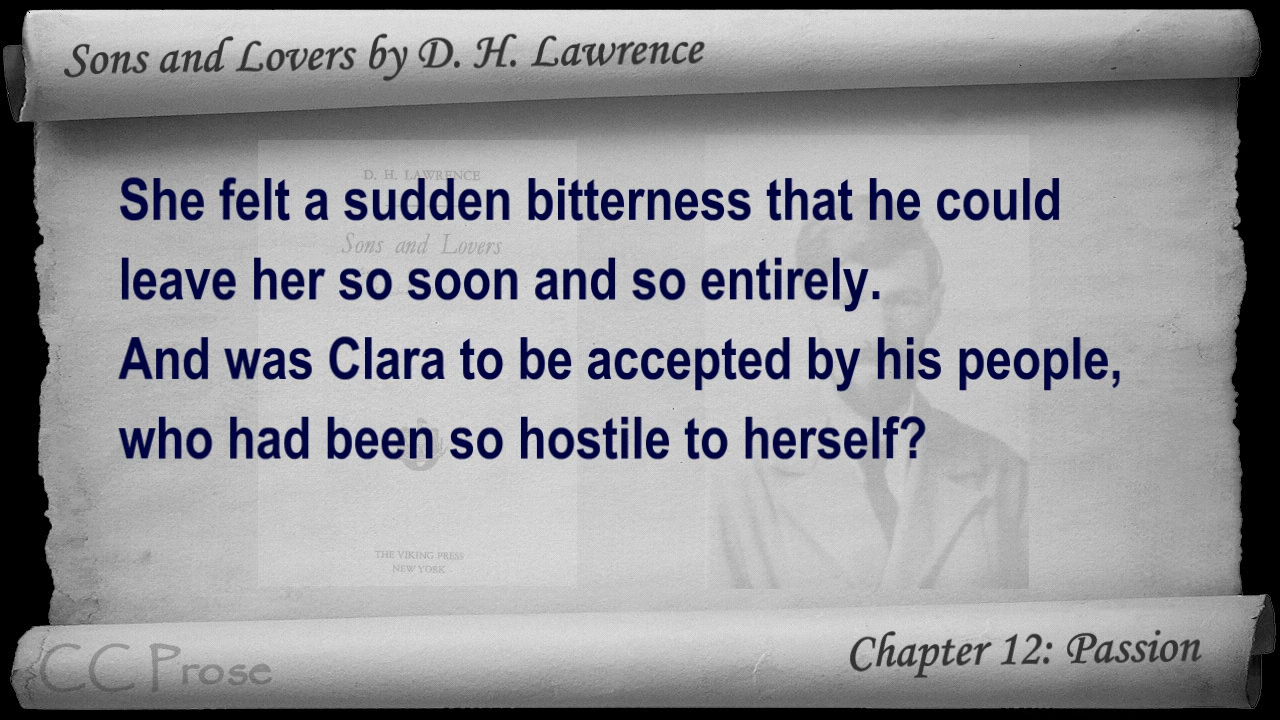 Sons and Lovers by D. H. Lawrence
D. H. LAWRENCE
She felt a sudden bitterness that he could
Sons and Lovers
leave her so soon and so entirely.
And was Clara to be accepted by his people,
who had been so hostile to herself?
THE VIKING PRESS
NEW YORK
CC Prose
Chapter 12: Passion